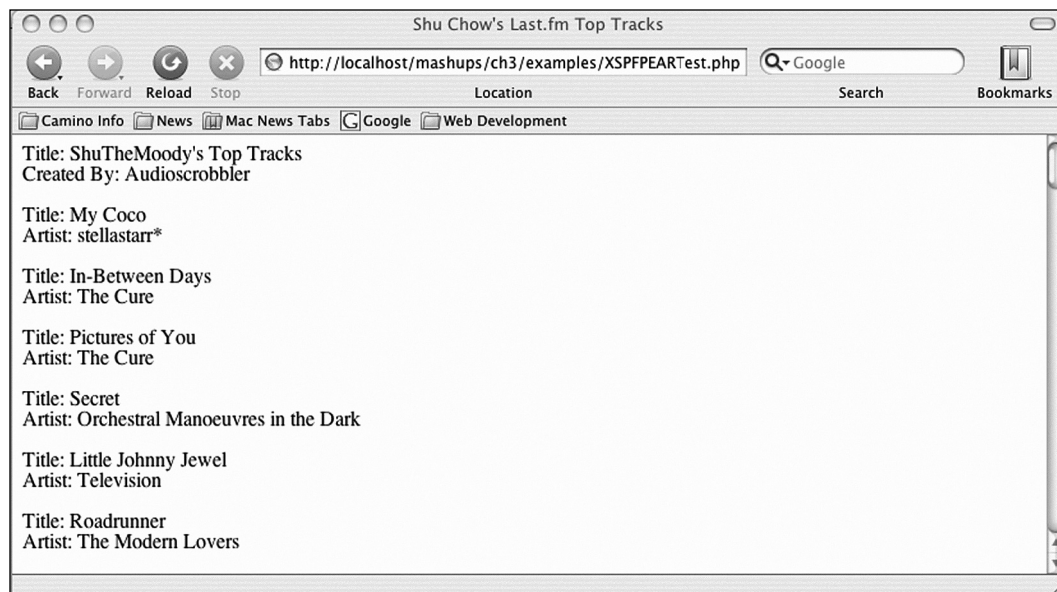 Shu Chow's Last.fm Top Tracks
http://localhost/mashups/ch3/examples/XSPFPEARTest.php
Google
Back Forward Reload Stop Location Search Bookmarks
Camino Info News Mac News Tabs Google Web Development
Title: ShuTheMoody's Top Tracks
Created By: Audioscrobbler
Title: My Coco
Artist: stellastarr*
Title: In-Between Days
Artist: The Cure
Title: Pictures of You
Artist: The Cure
Title: Secret
Artist: Orchestral Manoeuvres in the Dark
Title: Little Johnny Jewel
Artist: Television
Title: Roadrunner
Artist: The Modern Lovers